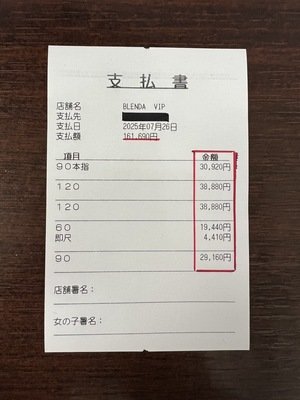 支払書
店舗名 BLENDA VIP
支払先
支払日 2025年07月26日
支払額 161,690円
項目 金額
90本指 30,920円
120 38,880円
120 38,880円
60 19,440円
即尺 4,410円
90 29,160円
店舗署名:
女の子署名: